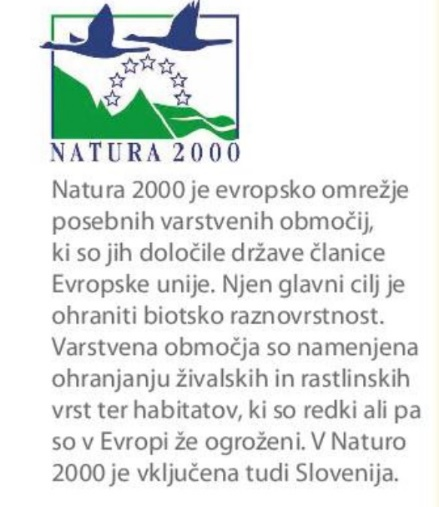 NATURA 2000
Natura 2000 je evropsko omrežje
posebnih varstvenih območij,
ki so jih določile države članice
Evropske unije. Njen glavni cilj je
ohraniti biotsko raznovrstnost.
Varstvena območja so namenjena
ohranjanju živalskih in rastlinskih
vrst ter habitatov, ki so redki ali pa
so v Evropi že ogroženi. V Naturo
2000 je vključena tudi Slovenija.